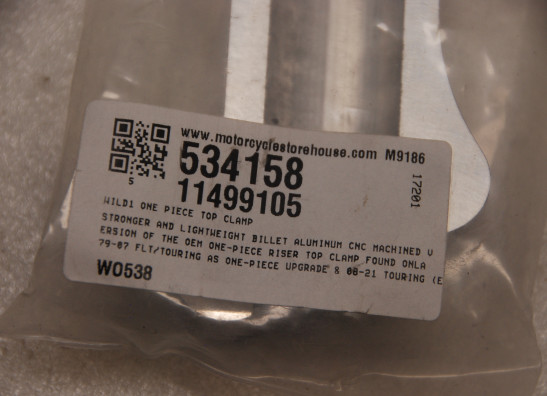 www.motorcyclestorehouse.com M9186
534158
11499105
17201
5
WILD1 ONE PIECE TOP CLAMP
STRONGER AND LIGHTWEIGHT BILLET ALUMINUM CNC MACHINED V
ERSION OF THE OEM ONE-PIECE RISER TOP CLAMP FOUND ONLA
79-07 FLT/TOURING AS ONE-PIECE UPGRADE & 08-21 TOURING (E
WO538